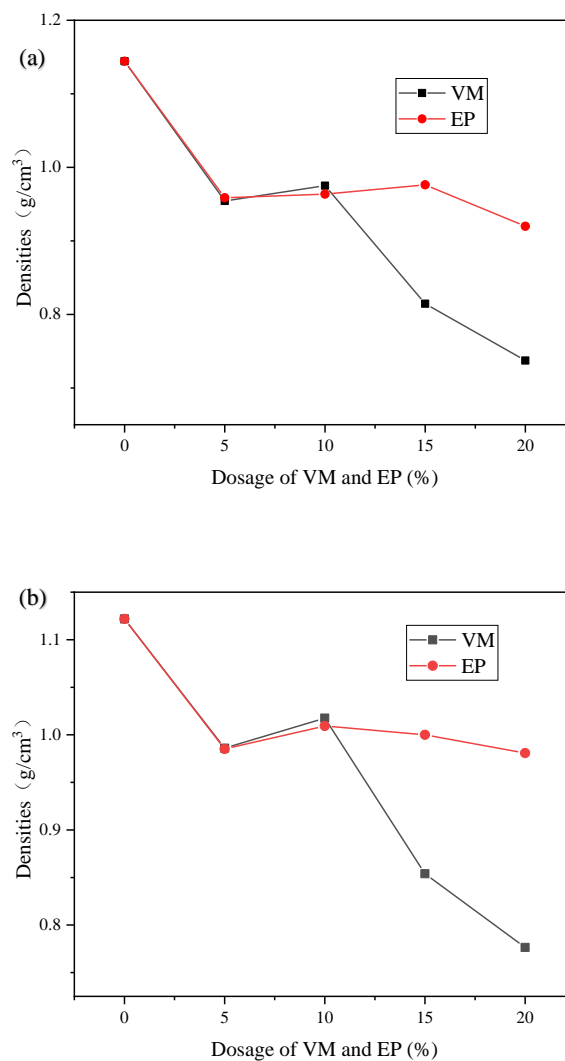 (a)
1.2
1.0
0.8
Densities（g/cm³）
VM
EP
0 5 10 15 20
Dosage of VM and EP (%)
(b)
1.1
1.0
0.9
0.8
Densities（g/cm³）
VM
EP
0 5 10 15 20
Dosage of VM and EP (%)